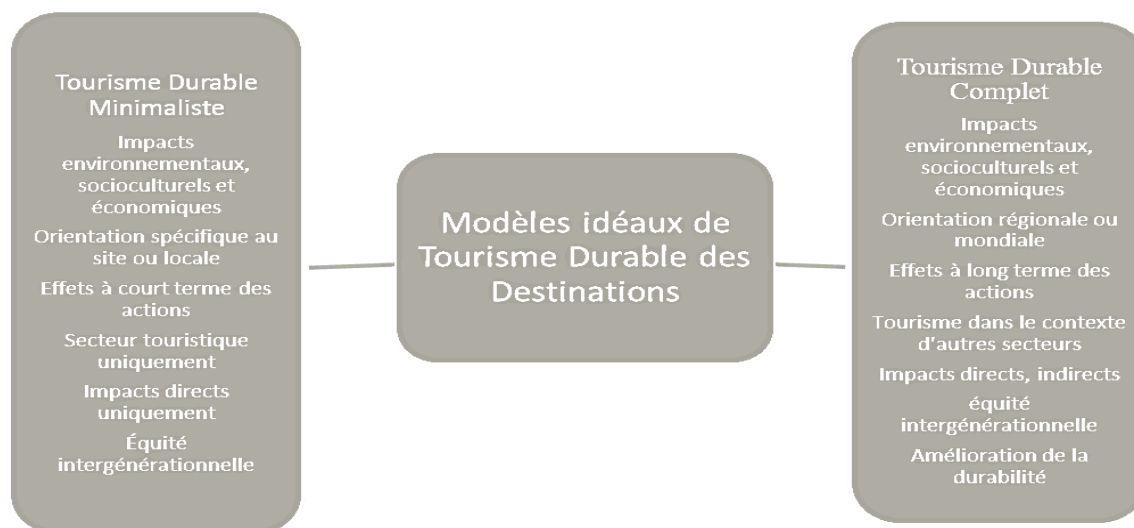 Tourisme Durable
Minimaliste
Impacts
environnementaux,
socioculturels et
économiques
Orientation spécifique au
site ou locale
Effets à court terme des
actions
Secteur touristique
uniquement
Impacts directs
uniquement
Équité
intergénérationnelle
Modèles idéaux de
Tourisme Durable des
Destinations
Tourisme Durable
Complet
Impacts
environnementaux,
socioculturels et
économiques
Orientation régionale ou
mondiale
Effets à long terme des
actions
Tourisme dans le contexte
d'autres secteurs
Impacts directs, indirects
équité
intergénérationnelle
Amélioration de la
durabilité